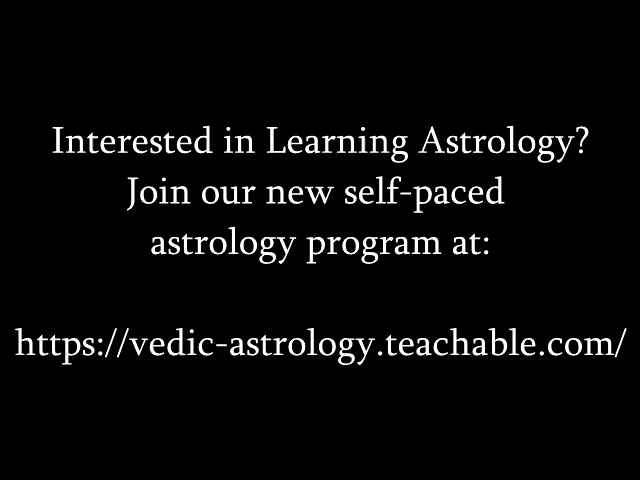 Interested in Learning Astrology?
Join our new self-paced
astrology program at:
https://vedic-astrology.teachable.com/